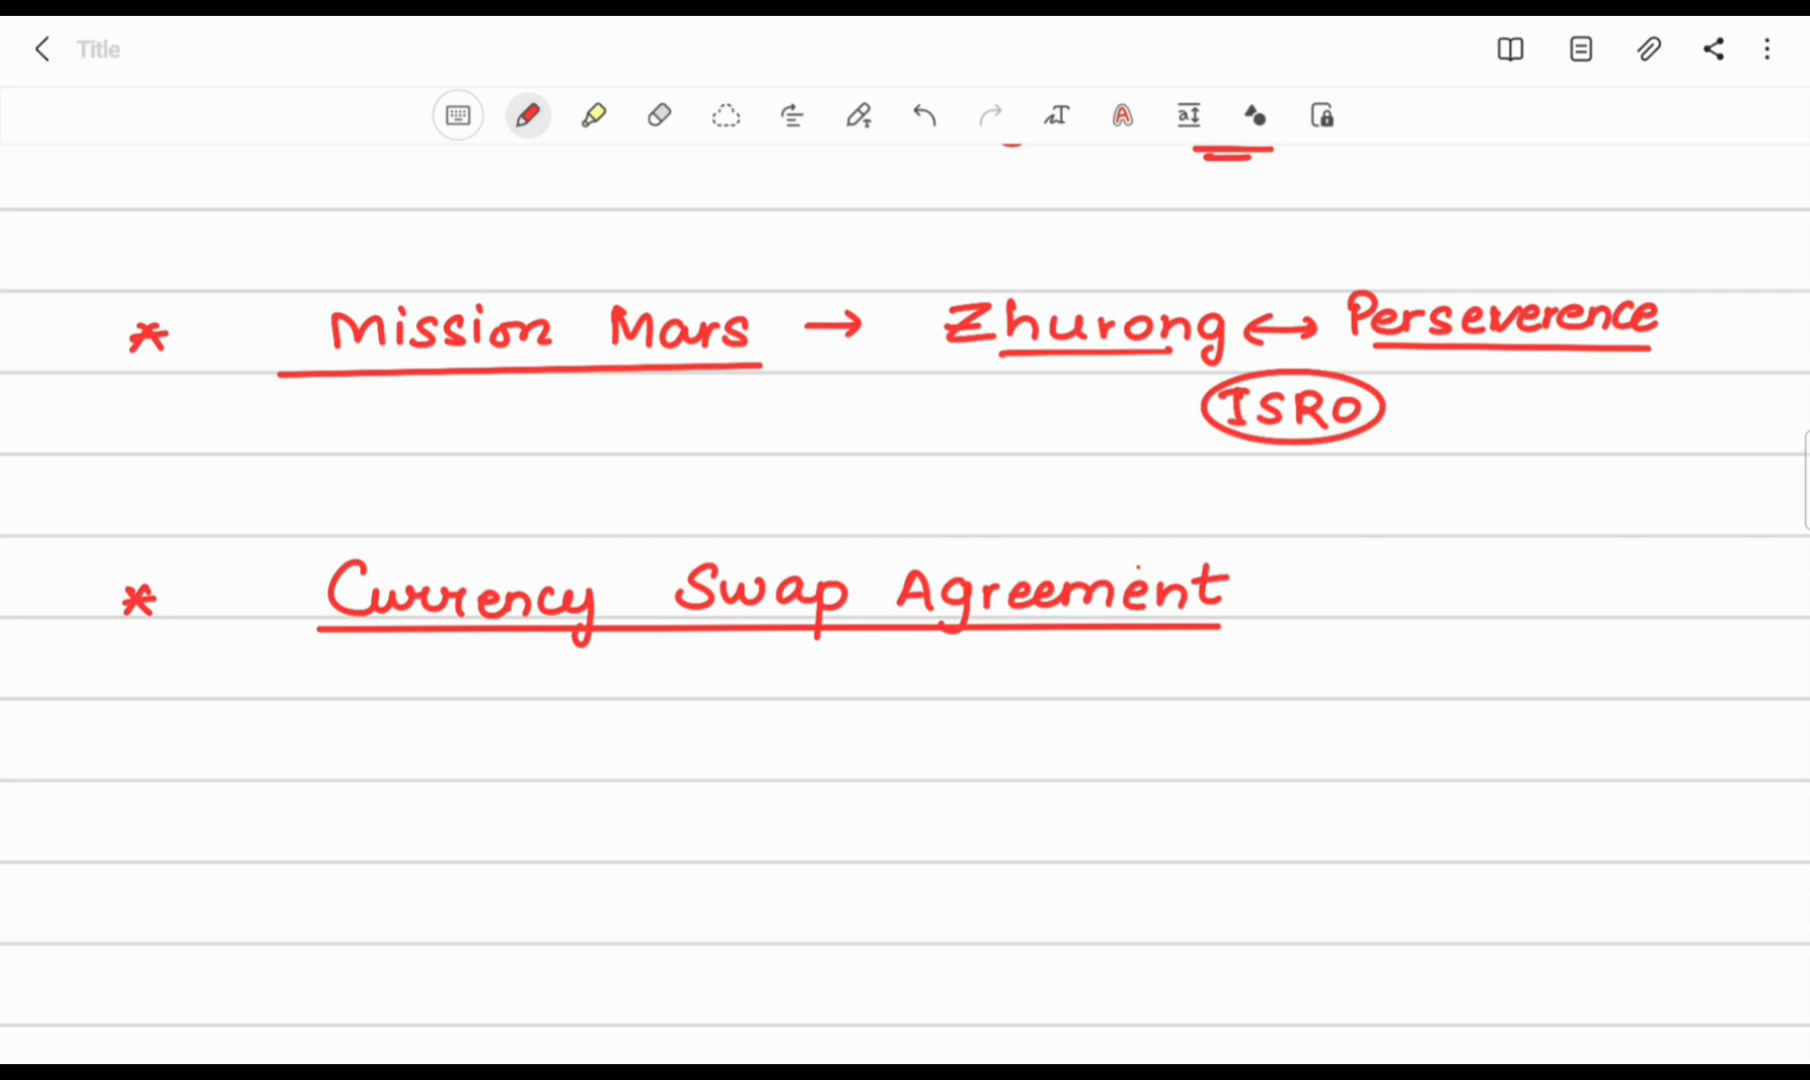 Title
* Mission Mars → Zhurong ↔ Perseverence
ISRO
* Currency Swap Agreement